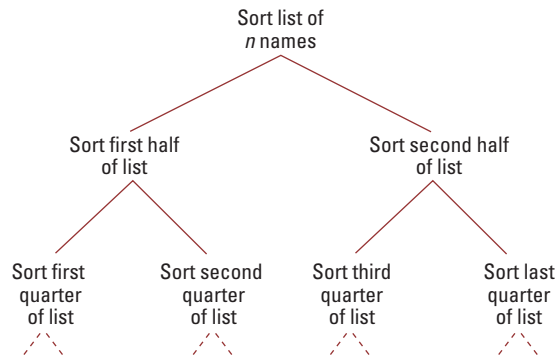 Sort list of
n names
Sort first half
of list
Sort second half
of list
Sort first
quarter
of list
Sort second
quarter
of list
Sort third
quarter
of list
Sort last
quarter
of list